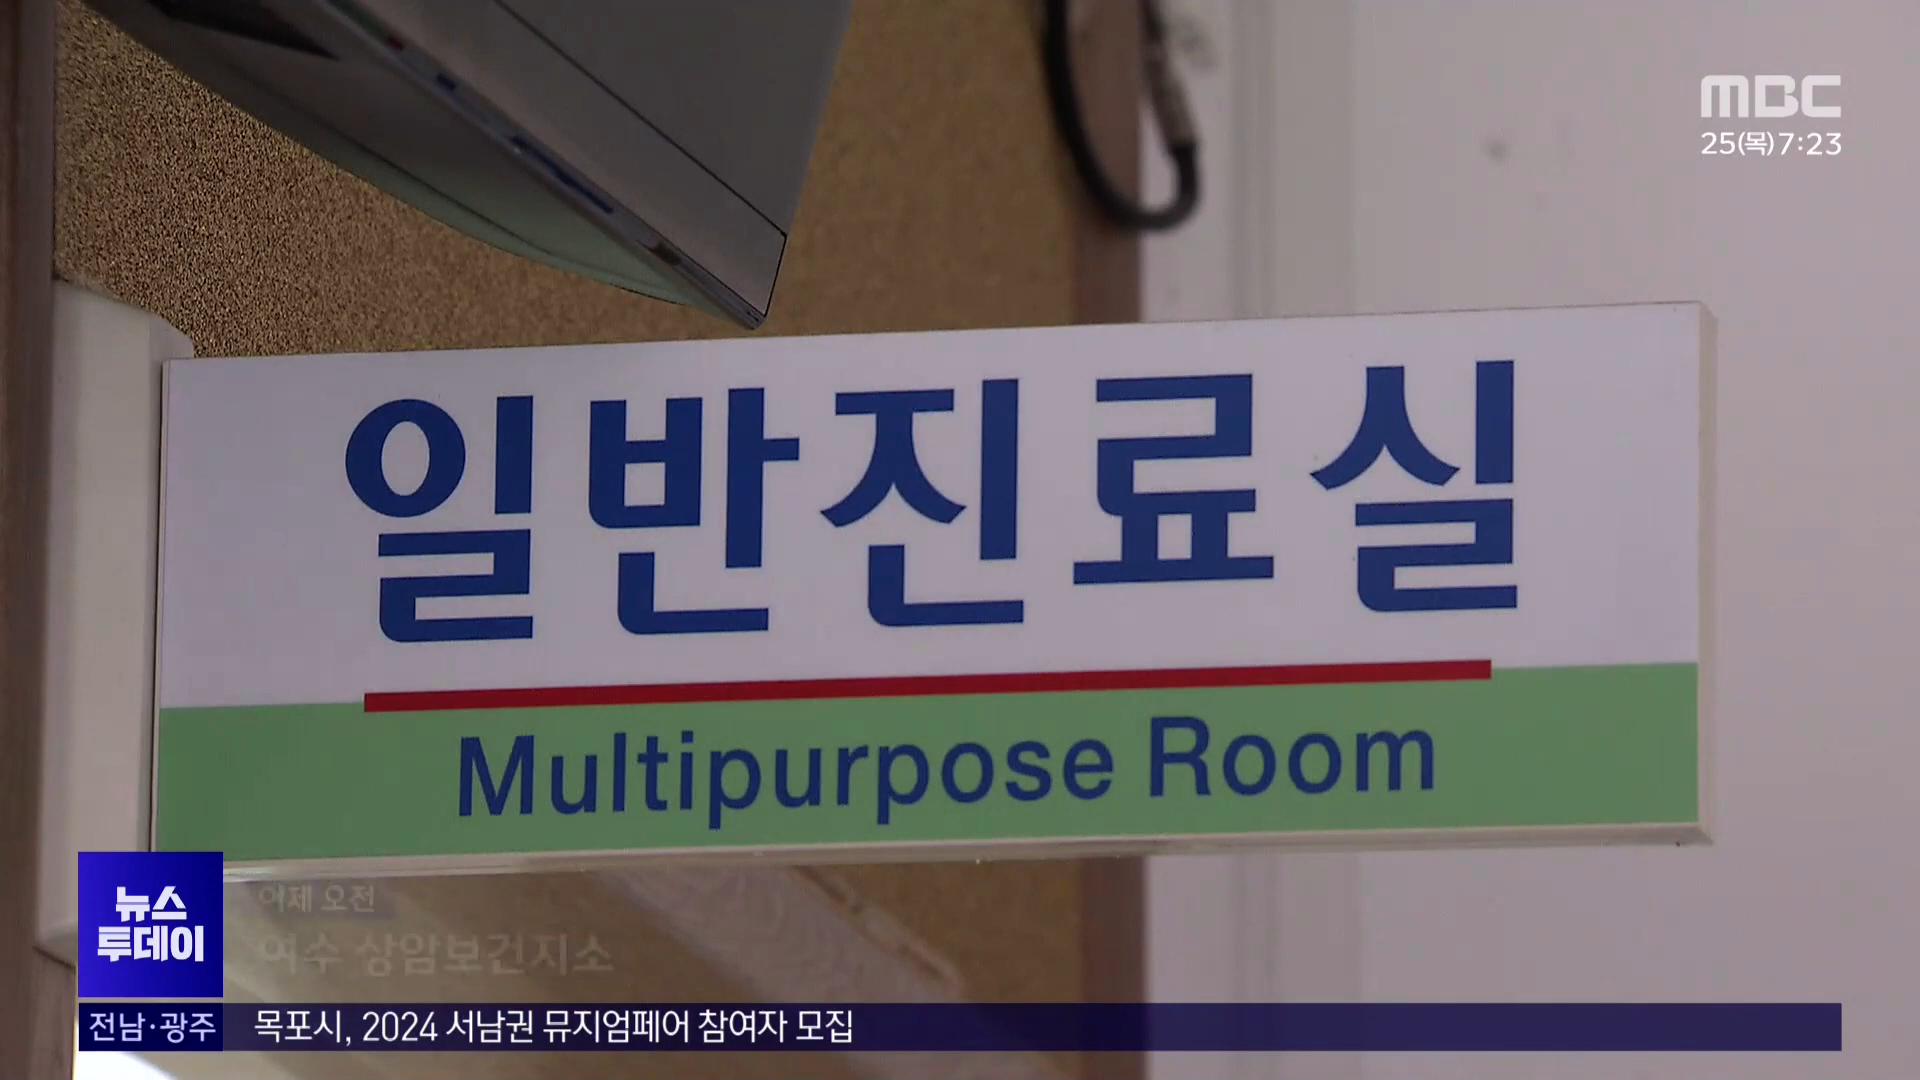 MBC
25(목)7:23
일반진료실
Multipurpose Room
어제 오전
여수 상암보건지소
뉴스
투데이
전남·광주 목포시, 2024 서남권 뮤지엄페어 참여자 모집